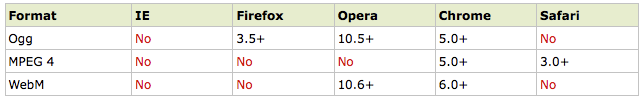 Format IE Firefox Opera Chrome Safari
Ogg No 3.5+ 10.5+ 5.0+ No
MPEG 4 No No No 5.0+ 3.0+
WebM No No 10.6+ 6.0+ No